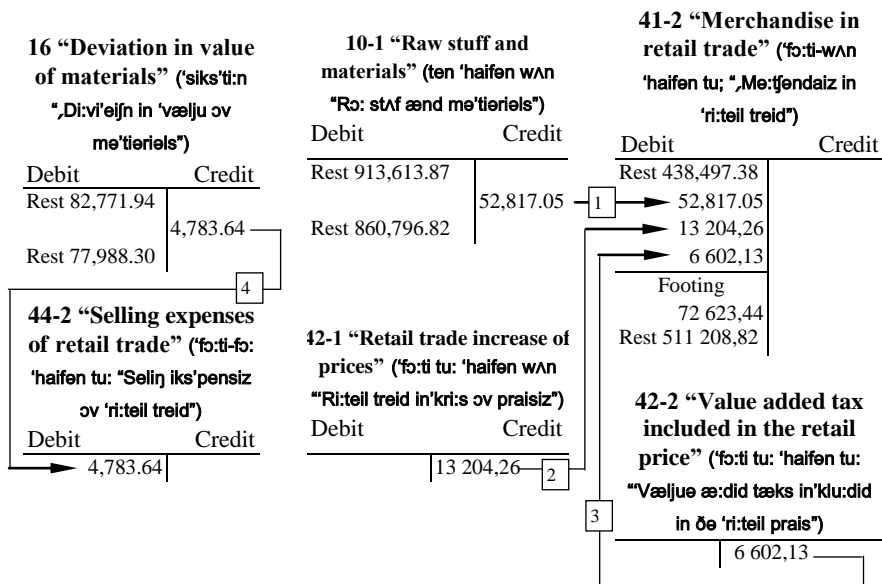 16 “Deviation in value
of materials” (‘siks’ti:n
“‚Di:vi’eiʃn in ‘vælju ɔv
mə’tiəriəls”)
Debit Credit
Rest 82,771.94
4,783.64
Rest 77,988.30
4
10-1 “Raw stuff and
materials” (ten ‘haifən wʌn
“Rɔ: stʌf ænd mə’tiəriəls”)
Debit Credit
Rest 913,613.87
52,817.05
1
Rest 860,796.82
41-2 “Merchandise in
retail trade” (‘fɔ:ti-wʌn
‘haifən tu; “‚Mə:tʃəndaiz in
‘ri:teil treid”)
Debit Credit
Rest 438,497.38
52,817.05
13 204,26
6 602,13
Footing
72 623,44
Rest 511 208,82
44-2 “Selling expenses
of retail trade” (‘fɔ:ti-fɔ:
‘haifən tu: “Seliŋ iks’pensiz
ɔv ‘ri:teil treid”)
Debit Credit
4,783.64
42-1 “Retail trade increase of
prices” (‘fɔ:ti tu: ‘haifən wʌn
“‘Ri:teil treid in’kri:s ɔv praisiz”)
Debit Credit
13 204,26
2
3
42-2 “Value added tax
included in the retail
price” (‘fɔ:ti tu: ‘haifən tu:
“‘Væljuə æ:did tæks in’klu:did
in ðə ‘ri:teil prais”)
6 602,13